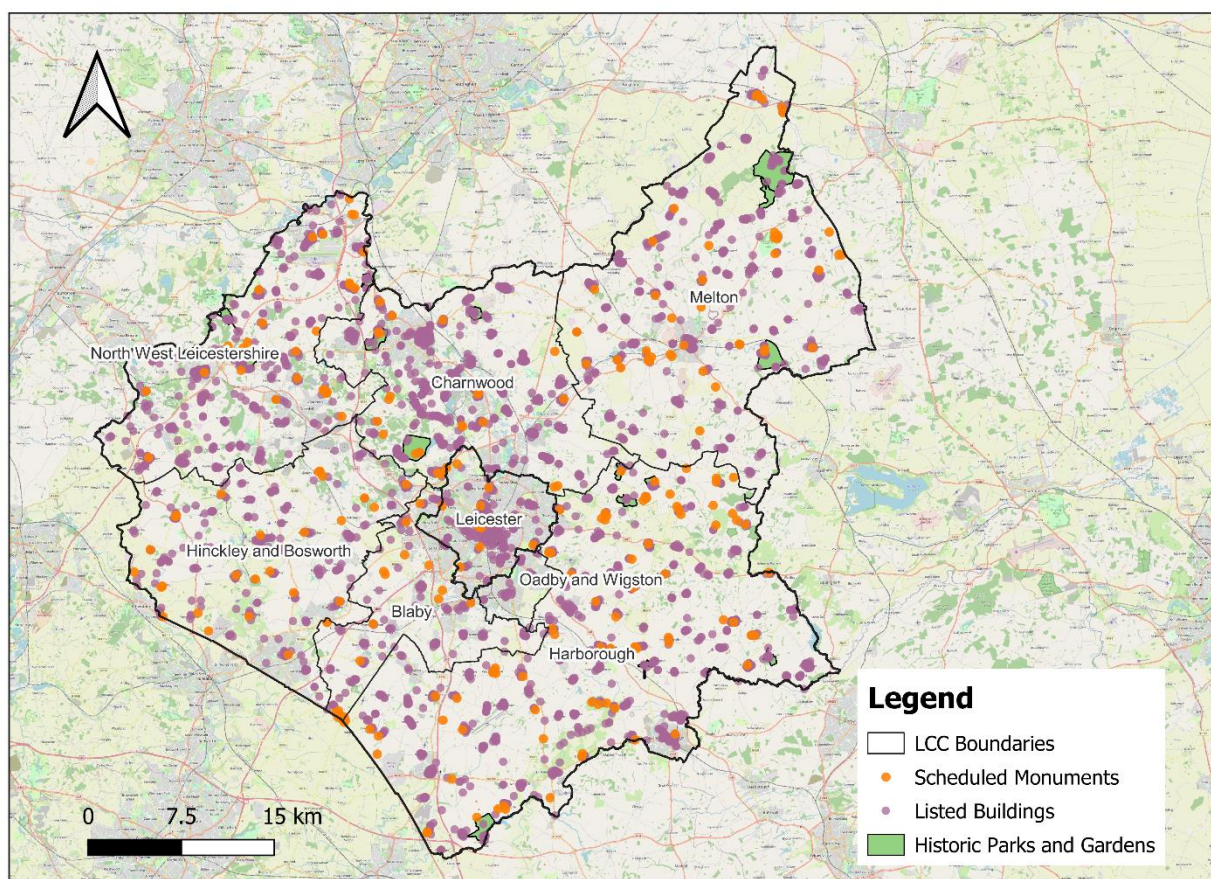 Melton
North West Leicestershire
Charnwood
Leicester
Hinckley and Bosworth
Oadby and Wigston
Blaby
Harborough
Legend
LCC Boundaries
Scheduled Monuments
Listed Buildings
Historic Parks and Gardens
0 7.5 15 km